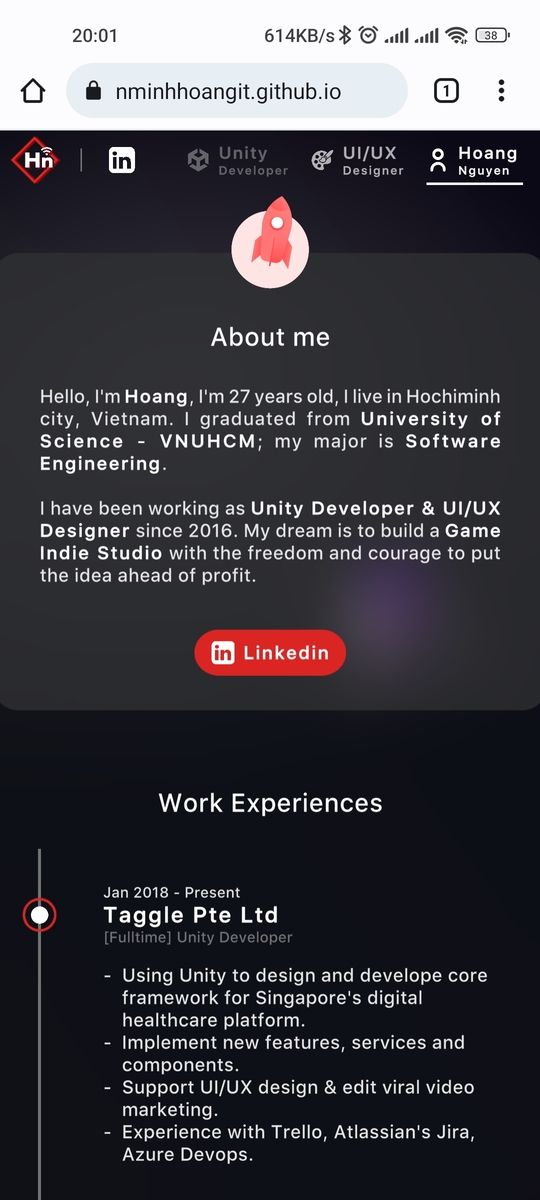 20:01
614KB/s
38
nminhhoangit.github.io
1
Hn
in
Unity
Developer
UI/UX
Designer
Hoang
Nguyen
About me
Hello, I'm Hoang, I'm 27 years old, I live in Hochiminh
city, Vietnam. I graduated from University of
Science - VNUHCM; my major is Software
Engineering.
I have been working as Unity Developer & UI/UX
Designer since 2016. My dream is to build a Game
Indie Studio with the freedom and courage to put
the idea ahead of profit.
in Linkedin
Work Experiences
Jan 2018 - Present
Taggle Pte Ltd
[Fulltime] Unity Developer
- Using Unity to design and develope core
framework for Singapore's digital
healthcare platform.
- Implement new features, services and
components.
- Support UI/UX design & edit viral video
marketing.
- Experience with Trello, Atlassian's Jira,
Azure Devops.